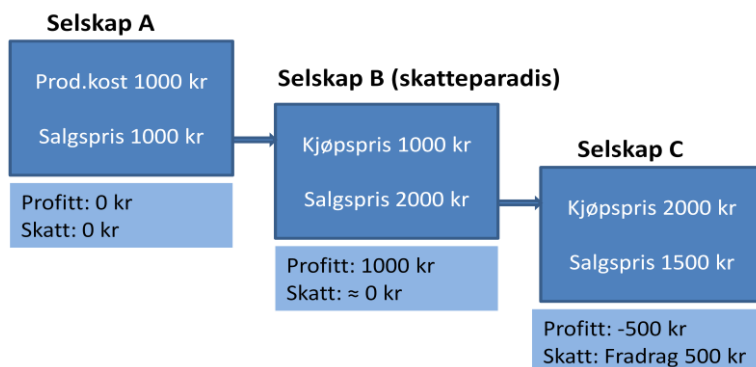 Selskap A
Prod.kost 1000 kr
Salgspris 1000 kr
Profitt: 0 kr
Skatt: 0 kr
Selskap B (skatteparadis)
Kjøpspris 1000 kr
Salgspris 2000 kr
Profitt: 1000 kr
Skatt: ≈ 0 kr
Selskap C
Kjøpspris 2000 kr
Salgspris 1500 kr
Profitt: -500 kr
Skatt: Fradrag 500 kr